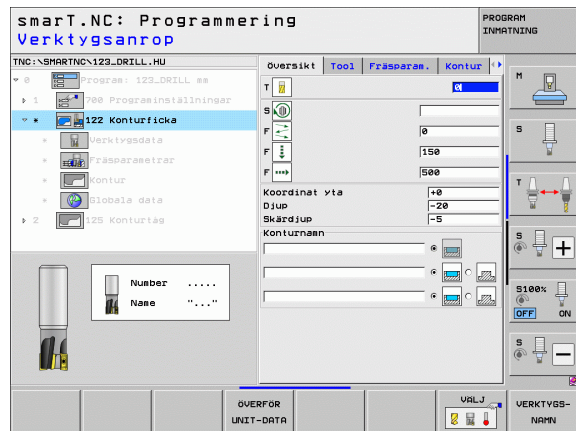 smarT.NC: Programmering
Verktygsanrop
PROGRAM
INMATNING
TNC:\SMARTNC\123_DRILL.HU
0 Program: 123_DRILL mm
1 700 Programinställningar
* 122 Konturficka
* Verktygsdata
* Fräsparametrar
* Kontur
* Globala data
2 125 Konturtåg
Number .....
Name "..."
Översikt Tool Fräsparam. Kontur
T 0
S
F 0
F 150
F 500
Koordinat yta +0
Djup -20
Skärdjup -5
Konturnamn
M
S
T
S
S100%
OFF ON
S
ÖVERFÖR
UNIT-DATA
VALJ
VERKTYGS-
NAMN